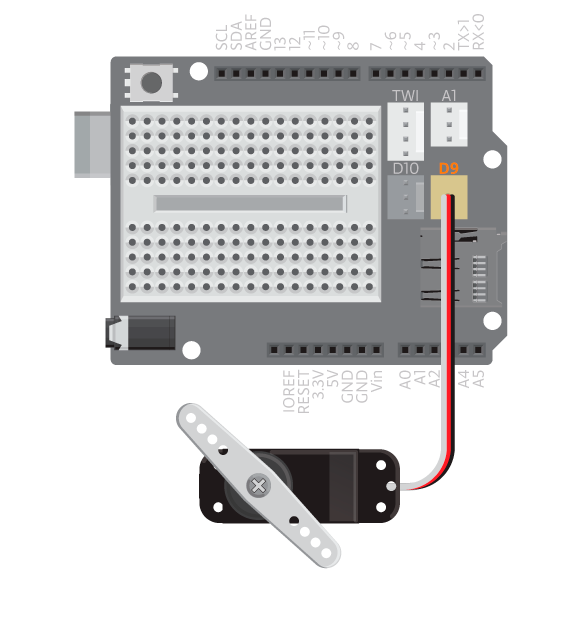 SCL
SDA
AREF
GND
13
12
~11
~10
~9
8
7
~6
~5
4
~3
2
TX>1
RX<0
TWI
A1
D10
D9
IOREF
RESET
3.3V
5V
GND
GND
Vin
A0
A1
A2
A4
A5